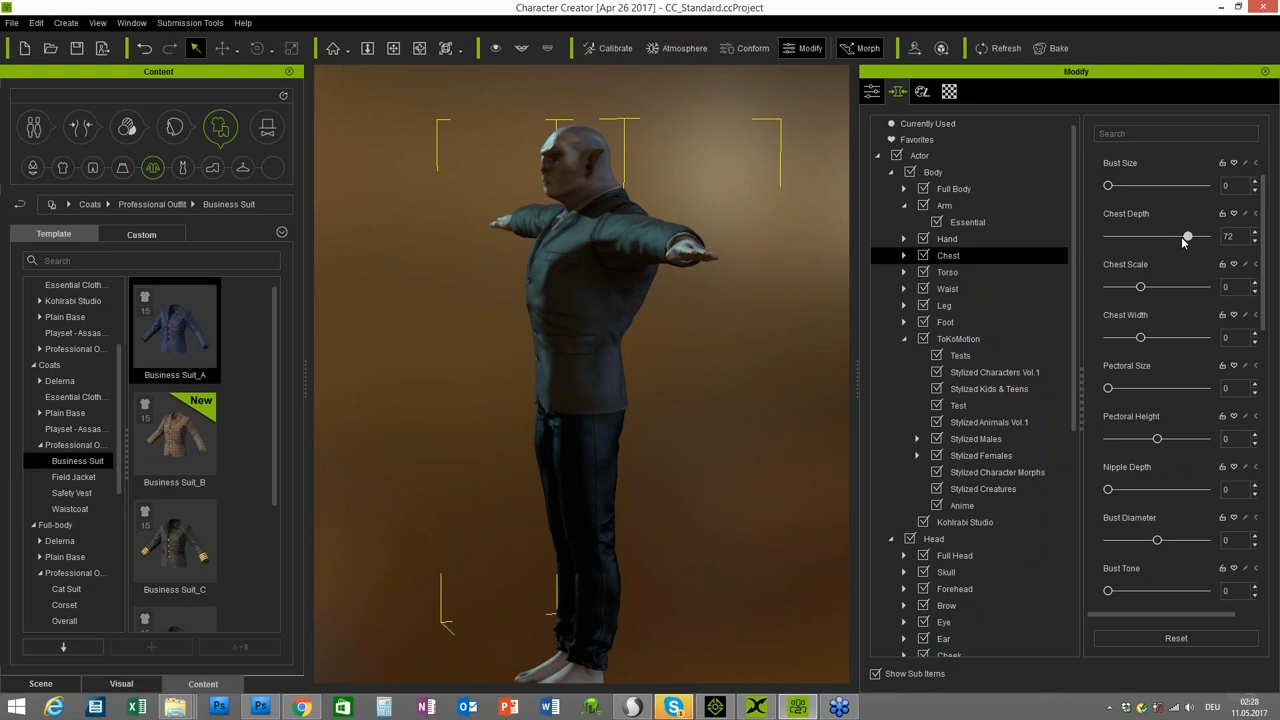 Character Creator [Apr 26 2017] - CC_Standard.ccProject
File Edit Create View Window Submission Tools Help
Calibrate Atmosphere Conform Modify Morph Refresh Bake
Content
Coats Professional Outfit Business Suit
Template Custom
Search
Essential Cloth...
Kohlrabi Studio
Plain Base
Playset - Assas...
Professional O...
Coats
Delerna
Essential Cloth...
Plain Base
Playset - Assas...
Professional O...
Business Suit
Field Jacket
Safety Vest
Waistcoat
Full-body
Delerna
Plain Base
Professional O...
Cat Suit
Corset
Overall
15
Business Suit_A
New
15
Business Suit_B
15
Business Suit_C
Scene Visual Content
Modify
Currently Used
Favorites
Actor
Body
Full Body
Arm
Essential
Hand
Chest
Torso
Waist
Leg
Foot
ToKoMotion
Tests
Stylized Characters Vol.1
Stylized Kids & Teens
Test
Stylized Animals Vol.1
Stylized Males
Stylized Females
Stylized Character Morphs
Stylized Creatures
Anime
Kohlrabi Studio
Head
Full Head
Skull
Forehead
Brow
Eye
Ear
Cheek
Show Sub Items
Search
Bust Size
0
Chest Depth
72
Chest Scale
0
Chest Width
0
Pectoral Size
0
Pectoral Height
0
Nipple Depth
0
Bust Diameter
0
Bust Tone
0
Reset
DEU 02:28
11.05.2017